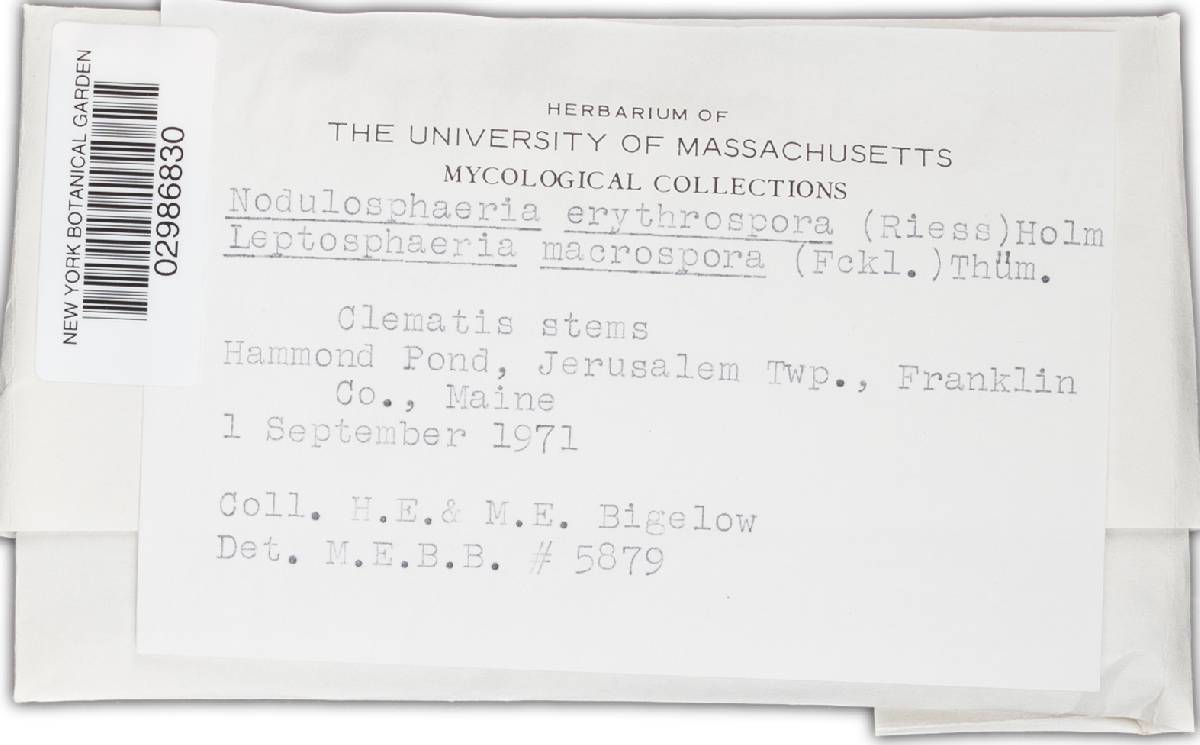 NEW YORK BOTANICAL GARDEN
02986830
HERBARIUM OF
THE UNIVERSITY OF MASSACHUSETTS
MYCOLOGICAL COLLECTIONS
Nodulosphaeria erythrospora (Riess)Holm
Leptosphaeria macrospora (Fckl.)Thüm.
Clematis stems
Hammond Pond, Jerusalem Twp., Franklin
Co., Maine
1 September 1971
Coll. H.E.& M.E. Bigelow
Det. M.E.B.B. # 5879